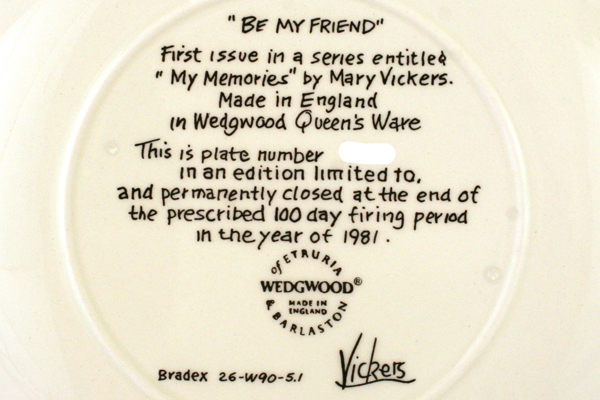 "BE MY FRIEND"
First issue in a series entitled
"My Memories" by Mary Vickers.
Made in England
in Wedgwood Queen's Ware
This is plate number
in an edition limited to,
and permanently closed at the end of
the prescribed 100 day firing period
in the year of 1981.
of ETRURIA
WEDGWOOD®
MADE IN
ENGLAND
& BARLASTON
Vickers
Bradex 26-W90-5.1